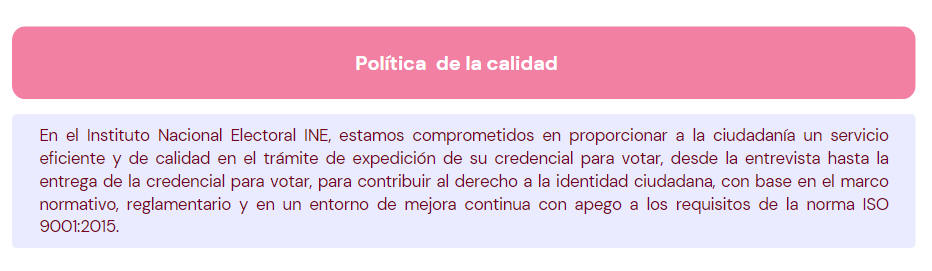 Política  de la calidad
En el Instituto Nacional Electoral INE, estamos comprometidos en proporcionar a la ciudadanía un servicio
eficiente y de calidad en el trámite de expedición de su credencial para votar, desde la entrevista hasta la
entrega de la credencial para votar, para contribuir al derecho a la identidad ciudadana, con base en el marco
normativo, reglamentario y en un entorno de mejora continua con apego a los requisitos de la norma ISO
9001:2015.